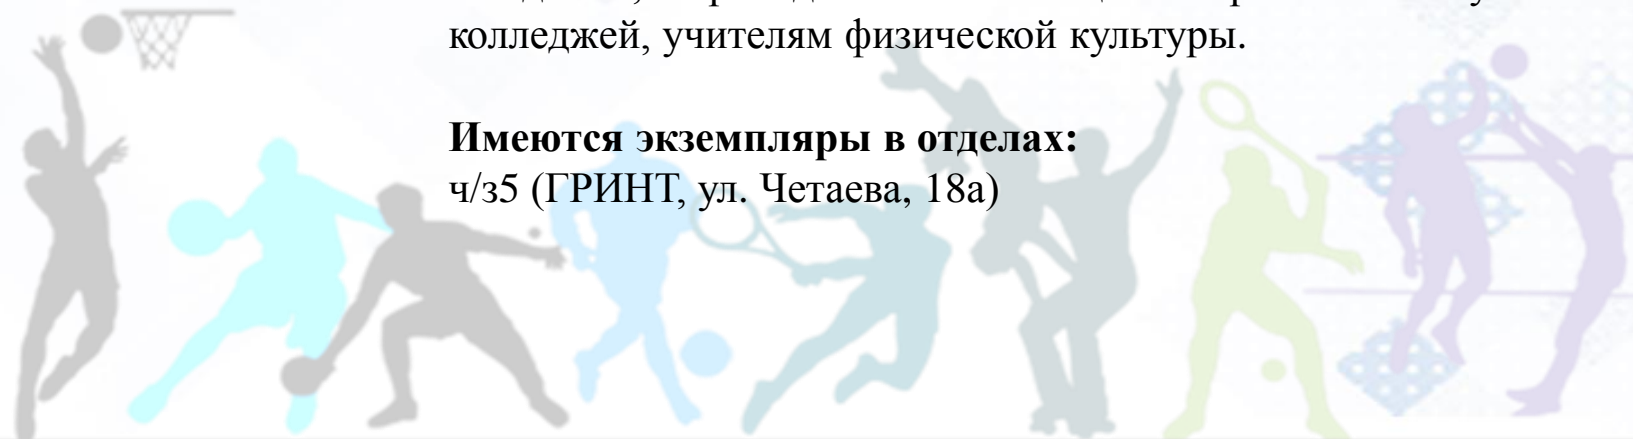 колледжей, учителям физической культуры.
Имеются экземпляры в отделах:
ч/з5 (ГРИНТ, ул. Четаева, 18а)